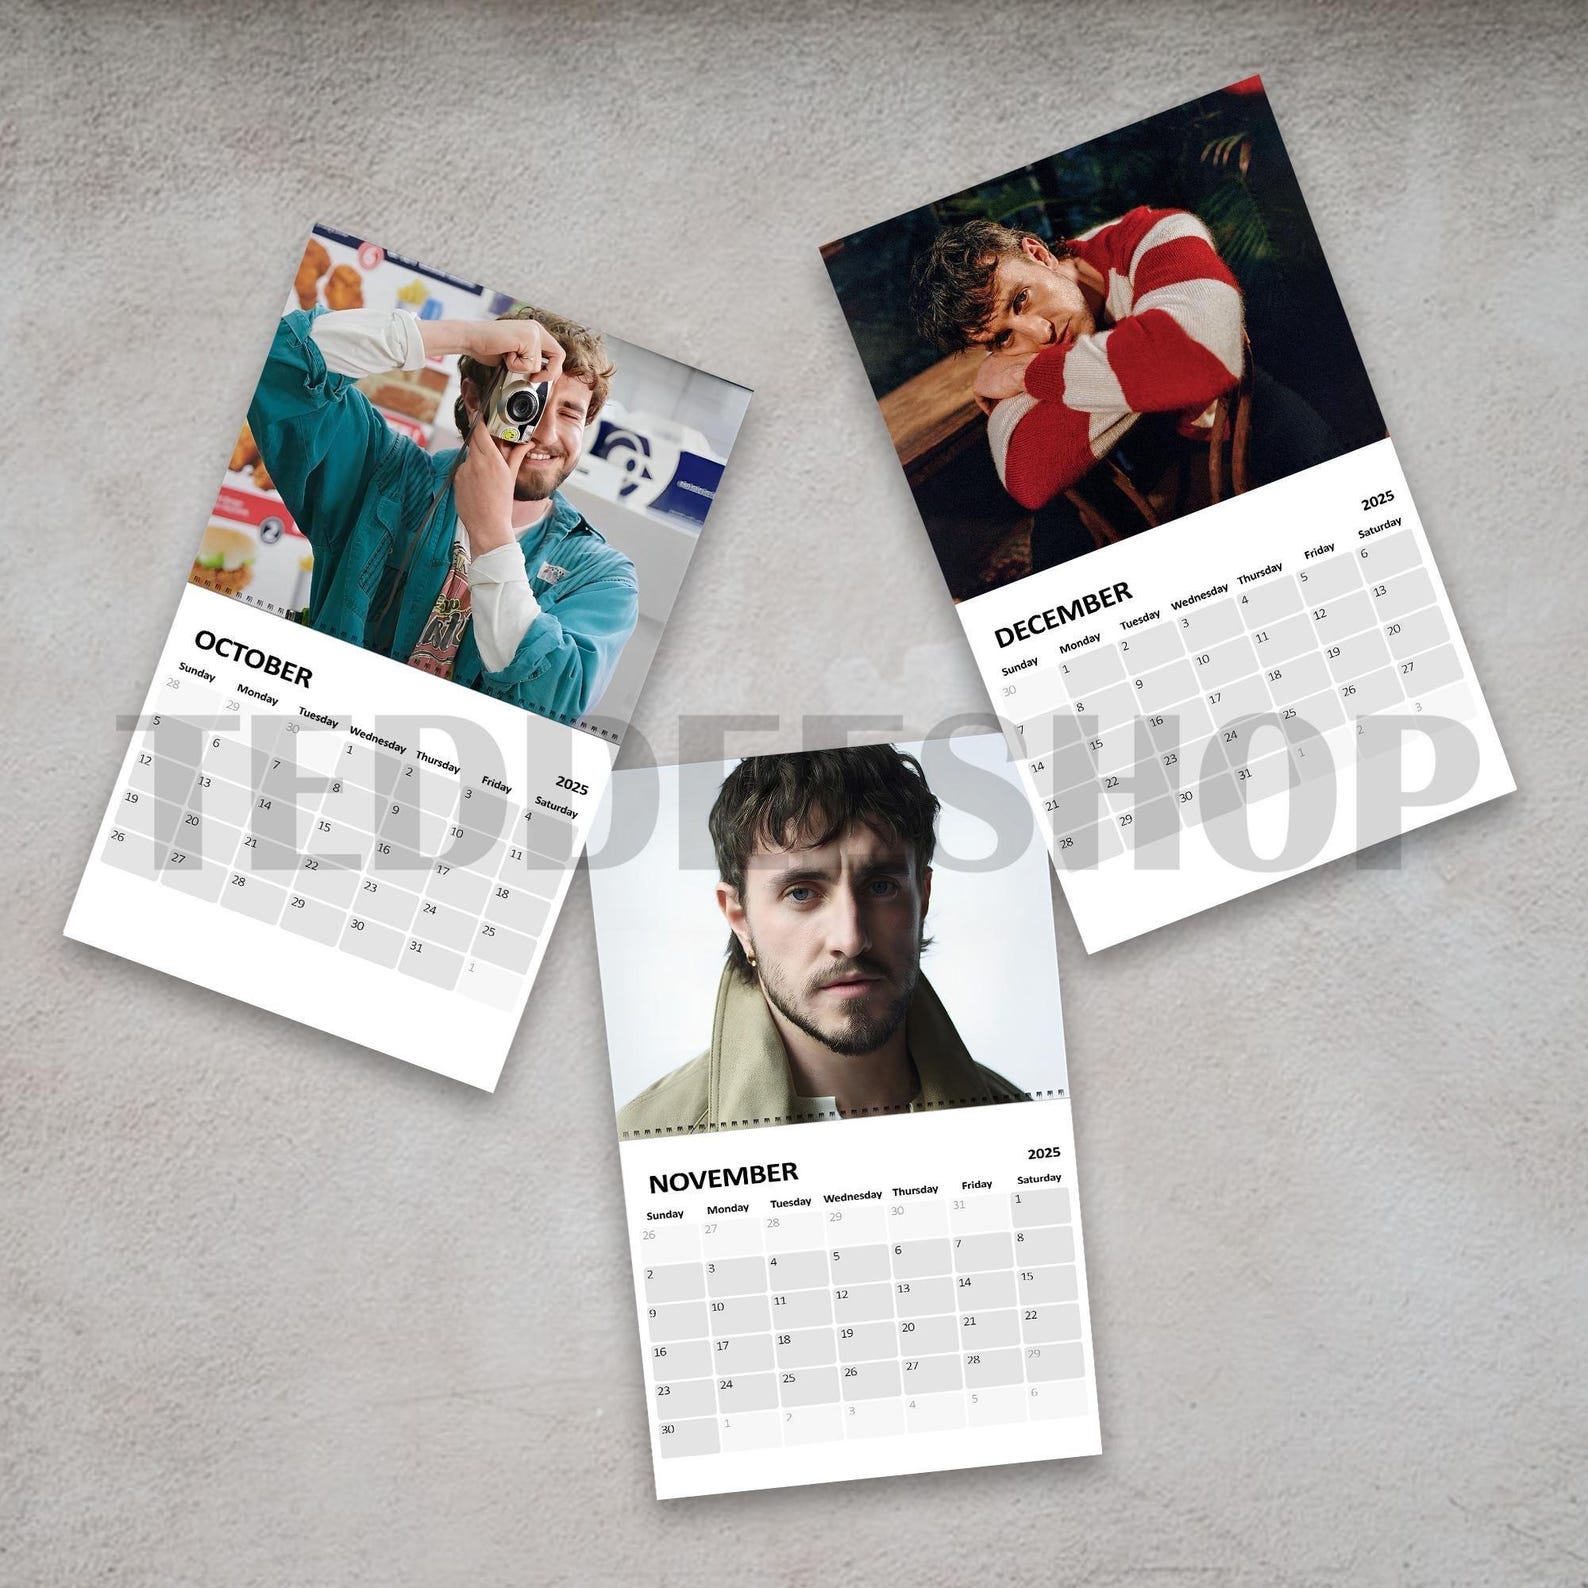 OCTOBER
2025
Sunday Monday Tuesday Wednesday Thursday Friday Saturday
28 29 30 1 2 3 4
5 6 7 8 9 10 11
12 13 14 15 16 17 18
19 20 21 22 23 24 25
26 27 28 29 30 31 1
DECEMBER
2025
Sunday Monday Tuesday Wednesday Thursday Friday Saturday
30 1 2 3 4 5 6
7 8 9 10 11 12 13
14 15 16 17 18 19 20
21 22 23 24 25 26 27
28 29 30 31 1 2 3
TEDDEESHOP
NOVEMBER
2025
Sunday Monday Tuesday Wednesday Thursday Friday Saturday
26 27 28 29 30 31 1
2 3 4 5 6 7 8
9 10 11 12 13 14 15
16 17 18 19 20 21 22
23 24 25 26 27 28 29
30 1 2 3 4 5 6